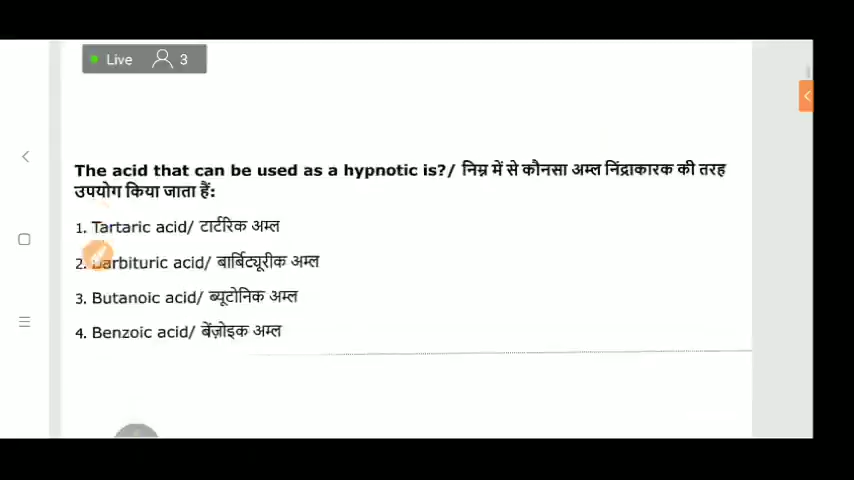 Live 3
The acid that can be used as a hypnotic is?/ निम्न में से कौनसा अम्ल निंद्राकारक की तरह
उपयोग किया जाता हैं:
1. Tartaric acid/ टार्टरिक अम्ल
2. Barbituric acid/ बार्बिट्यूरीक अम्ल
3. Butanoic acid/ ब्यूटोनिक अम्ल
4. Benzoic acid/ बेंज़ोइक अम्ल